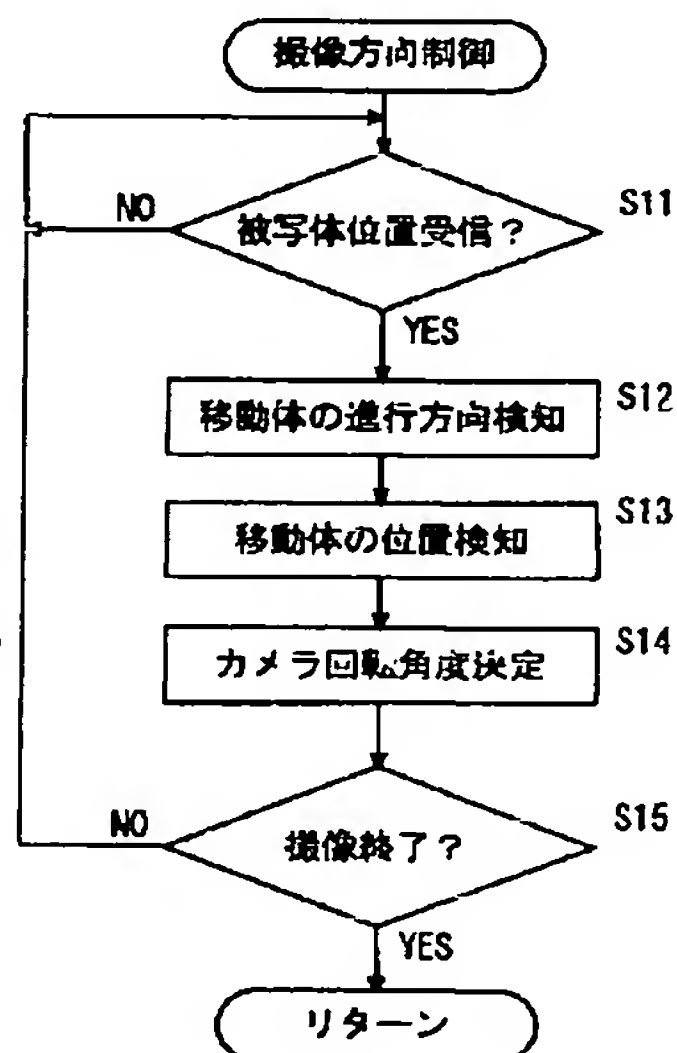 撮像方向制御
NO
被写体位置受信？
S11
YES
移動体の進行方向検知
S12
移動体の位置検知
S13
カメラ回転角度決定
S14
NO
撮像終了？
S15
YES
リターン